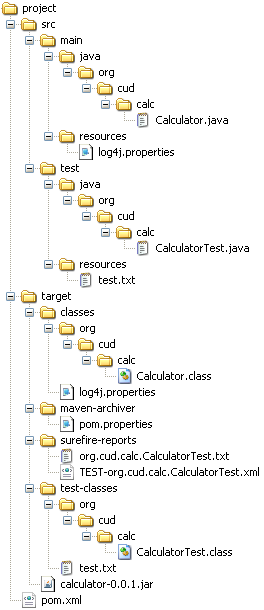 project
src
main
java
org
cud
calc
Calculator.java
resources
log4j.properties
test
java
org
cud
calc
CalculatorTest.java
resources
test.txt
target
classes
org
cud
calc
Calculator.class
log4j.properties
maven-archiver
pom.properties
surefire-reports
org.cud.calc.CalculatorTest.txt
TEST-org.cud.calc.CalculatorTest.xml
test-classes
org
cud
calc
CalculatorTest.class
test.txt
calculator-0.0.1.jar
pom.xml